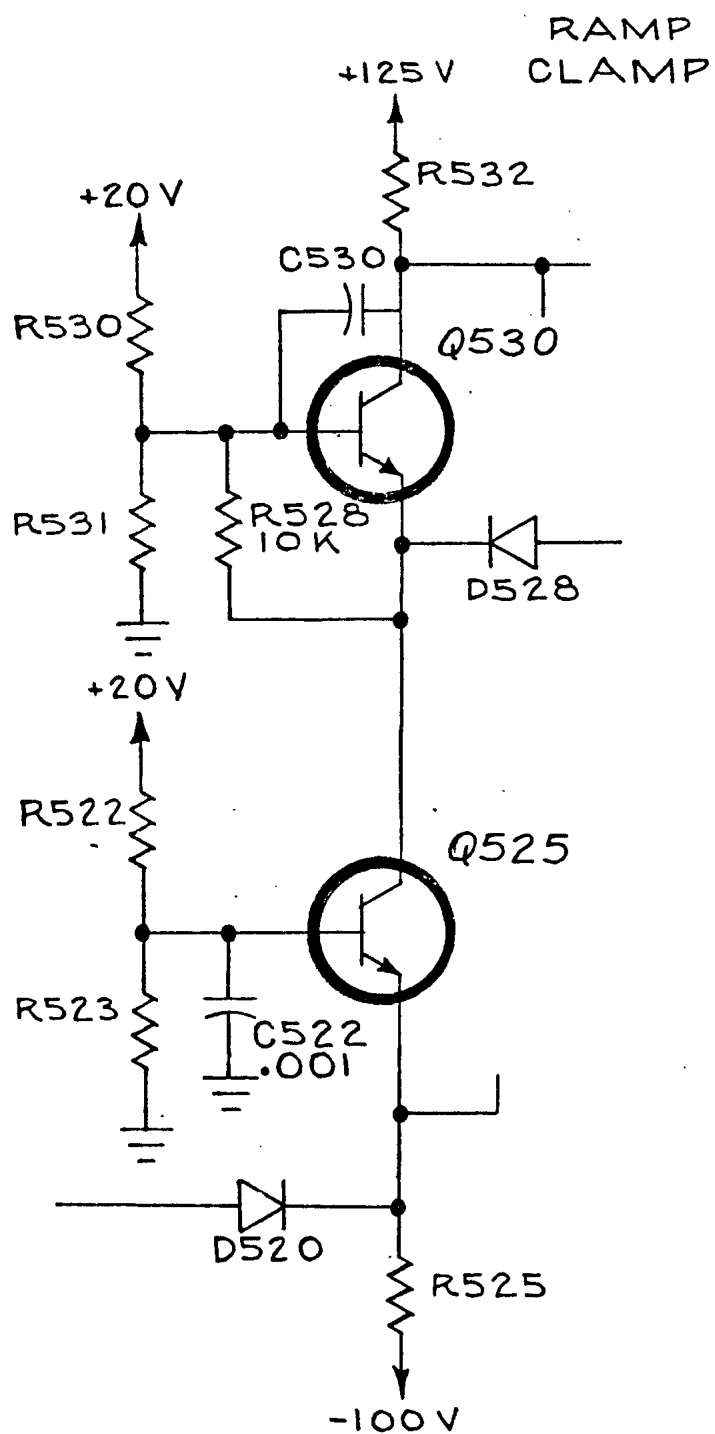 RAMP
CLAMP
+125 V
R532
+20 V
C530
R530
Q530
R531
R528
10 K
D528
+20 V
R522
Q525
R523
C522
.001
D520
R525
-100 V